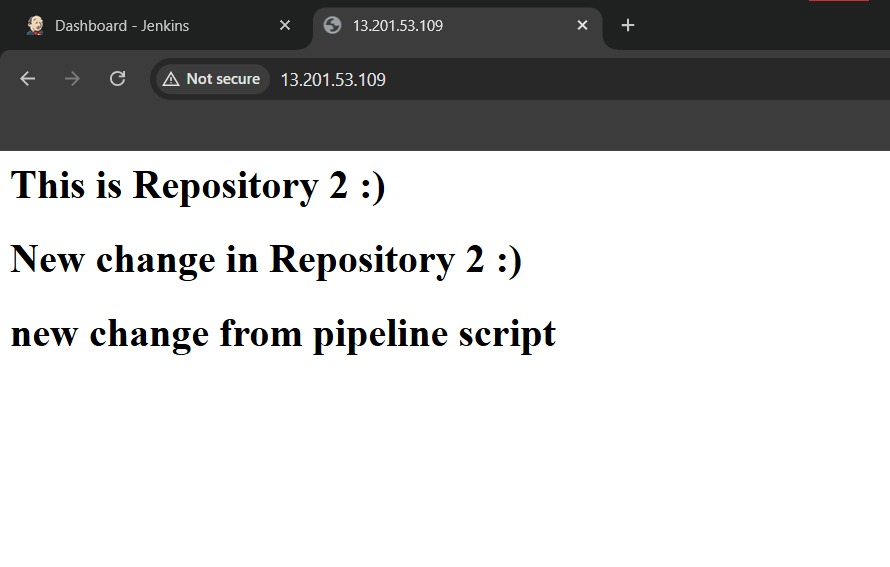 Dashboard - Jenkins
13.201.53.109
Not secure
13.201.53.109
This is Repository 2 :)
New change in Repository 2 :)
new change from pipeline script